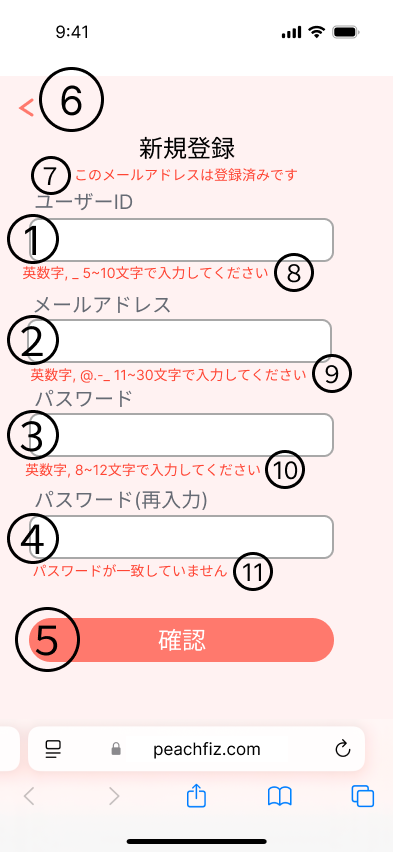 9:41
<
⑥
新規登録
⑦ このメールアドレスは登録済みです
ユーザーID
①
英数字, _ 5~10文字で入力してください ⑧
メールアドレス
②
英数字, @.-_ 11~30文字で入力してください ⑨
パスワード
③
英数字, 8~12文字で入力してください ⑩
パスワード(再入力)
④
パスワードが一致していません ⑪
⑤ 確認
peachfiz.com